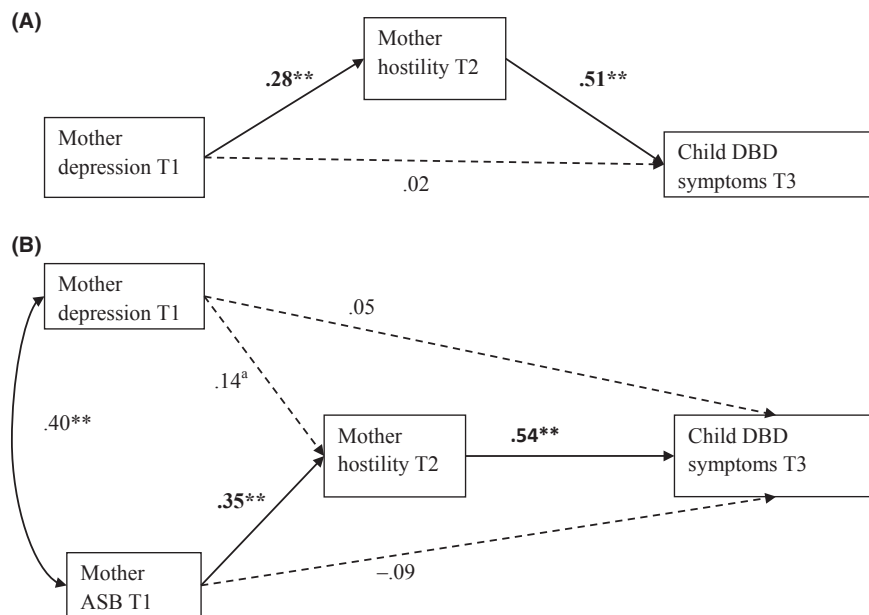 (A)
Mother
hostility T2
.28**
.51**
Mother
depression T1
Child DBD
symptoms T3
.02
(B)
Mother
depression T1
.05
.14ᵃ
.40**
Mother
hostility T2
.54**
Child DBD
symptoms T3
.35**
–.09
Mother
ASB T1